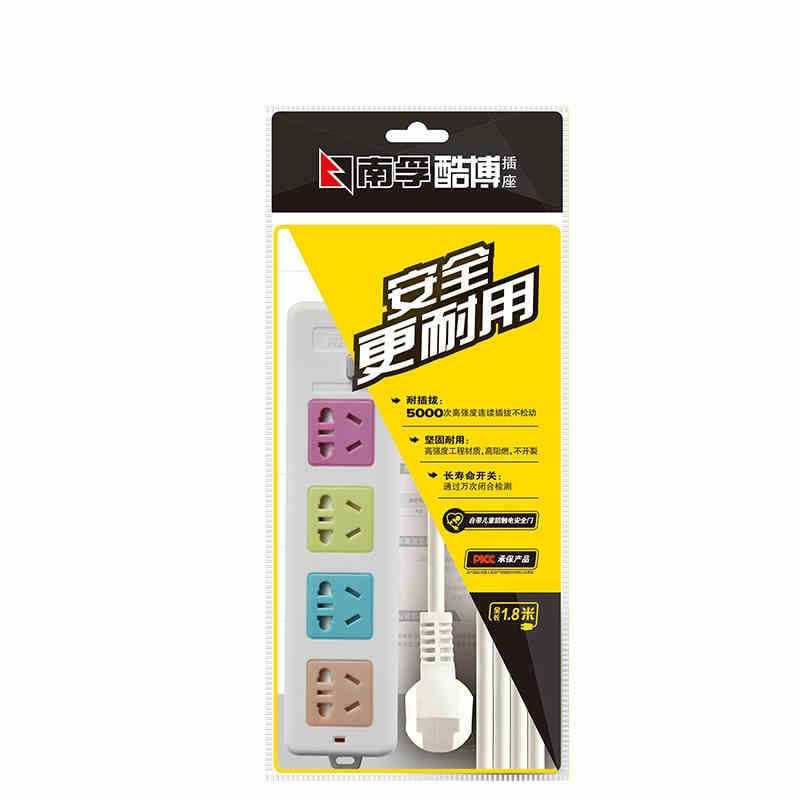 南孚酷博插座
安全
更耐用
耐插拔:
5000次高强度连续插拔不松动
坚固耐用:
高强度工程材质,高阻燃,不开裂
长寿命开关:
通过万次闭合检测
自带儿童防触电安全门
PICC 承保产品
全长1.8米